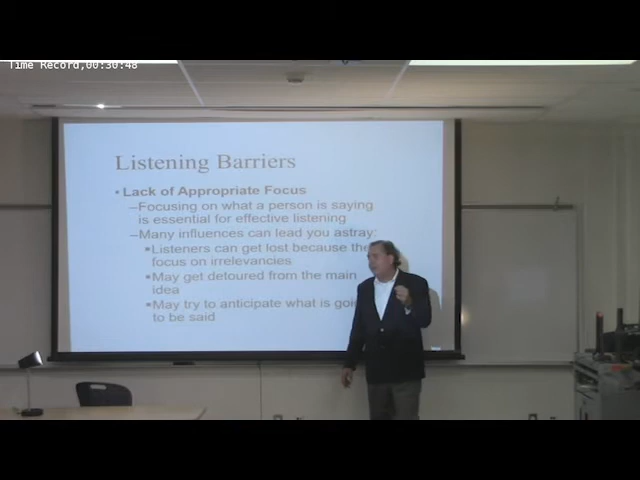 Time Record,00:30:48
Listening Barriers
▪Lack of Appropriate Focus
–Focusing on what a person is saying
is essential for effective listening
–Many influences can lead you astray:
▪Listeners can get lost because
focus on irrelevancies
▪May get detoured from the main
idea
▪May try to anticipate what is
to be said